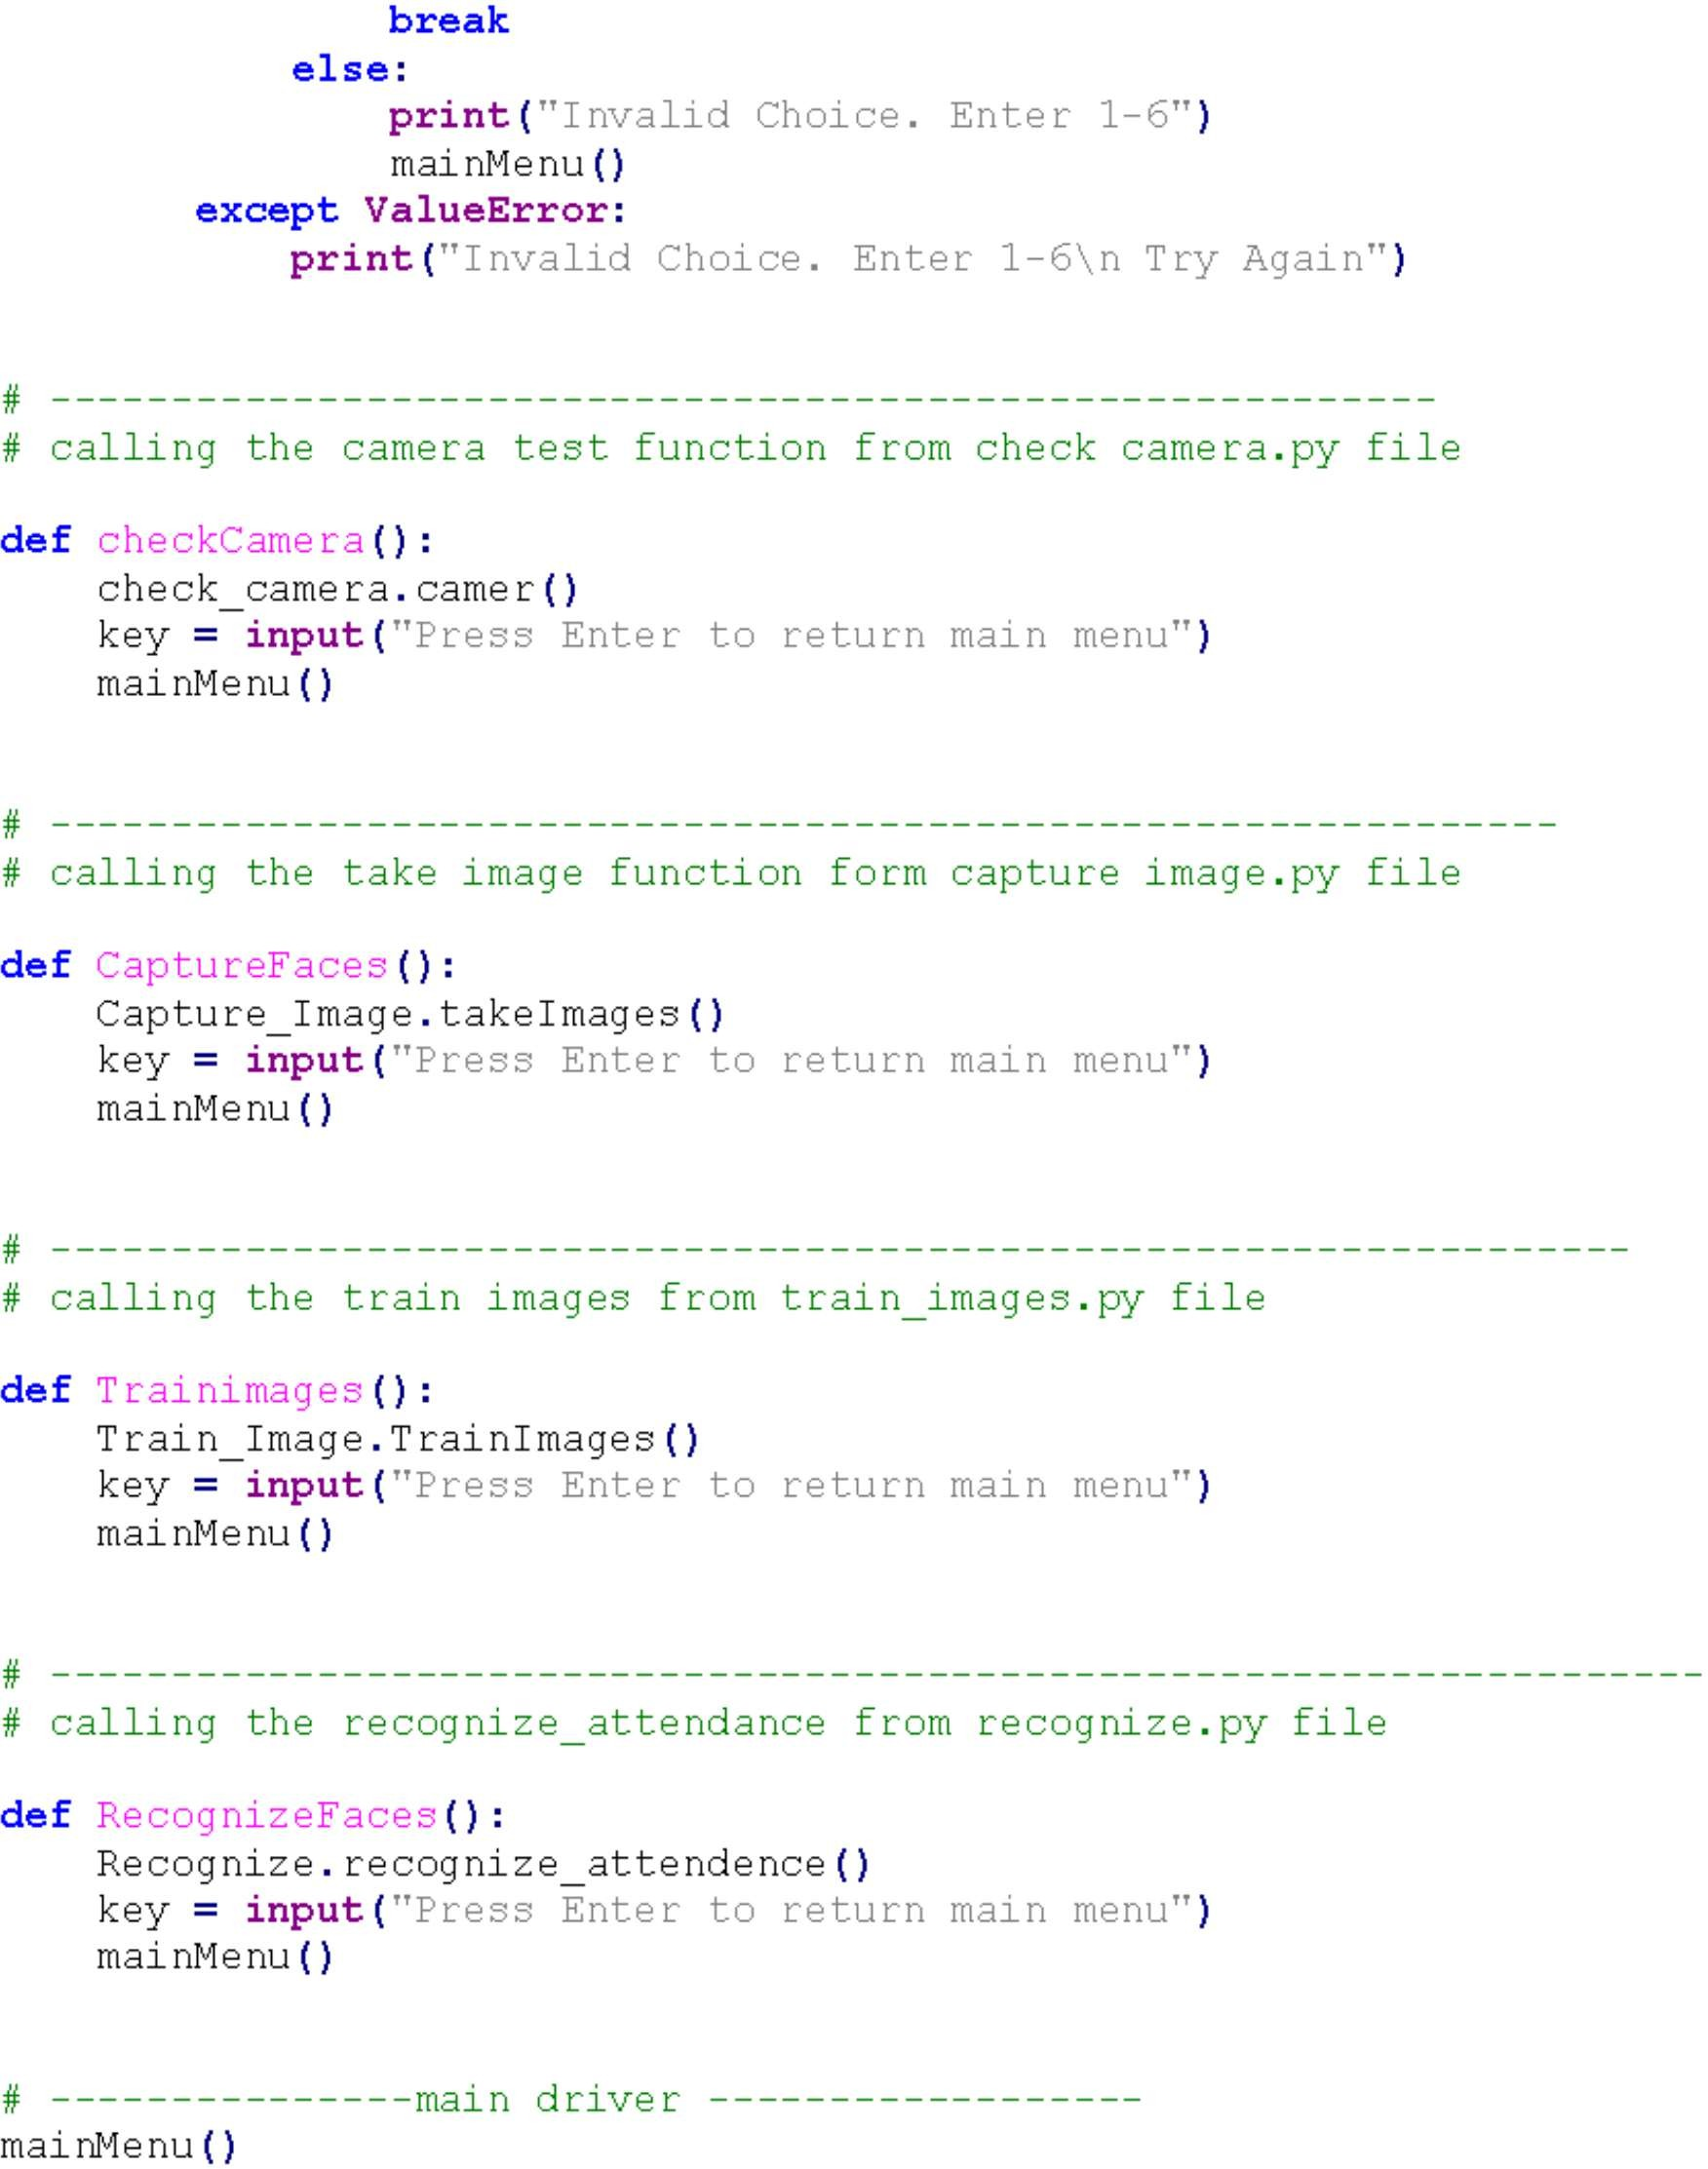 break
            else:
                print("Invalid Choice. Enter 1-6")
                mainMenu()
        except ValueError:
            print("Invalid Choice. Enter 1-6\n Try Again")
# ---------------------------------------------------------
# calling the camera test function from check camera.py file
def checkCamera():
    check_camera.camer()
    key = input("Press Enter to return main menu")
    mainMenu()
# --------------------------------------------------------------
# calling the take image function form capture image.py file
def CaptureFaces():
    Capture_Image.takeImages()
    key = input("Press Enter to return main menu")
    mainMenu()
# -----------------------------------------------------------------
# calling the train images from train_images.py file
def Trainimages():
    Train_Image.TrainImages()
    key = input("Press Enter to return main menu")
    mainMenu()
# --------------------------------------------------------------------
# calling the recognize_attendance from recognize.py file
def RecognizeFaces():
    Recognize.recognize_attendence()
    key = input("Press Enter to return main menu")
    mainMenu()
# ---------------main driver ------------------
mainMenu()